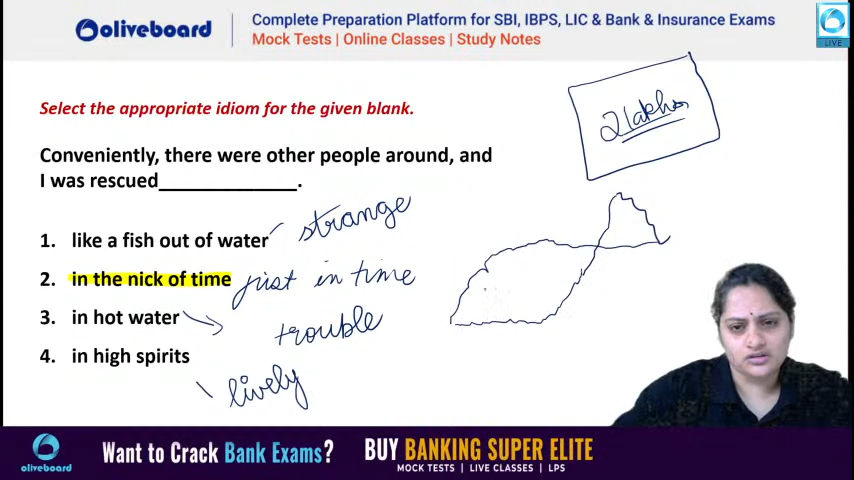 oliveboard
Complete Preparation Platform for SBI, IBPS, LIC & Bank & Insurance Exams
Mock Tests | Online Classes | Study Notes
LIVE
Select the appropriate idiom for the given blank.
2 lakhs
Conveniently, there were other people around, and
I was rescued_____________.
1. like a fish out of water strange
2. in the nick of time just in time
3. in hot water trouble
4. in high spirits
lively
oliveboard
Want to Crack Bank Exams?
BUY BANKING SUPER ELITE
MOCK TESTS | LIVE CLASSES | LPS